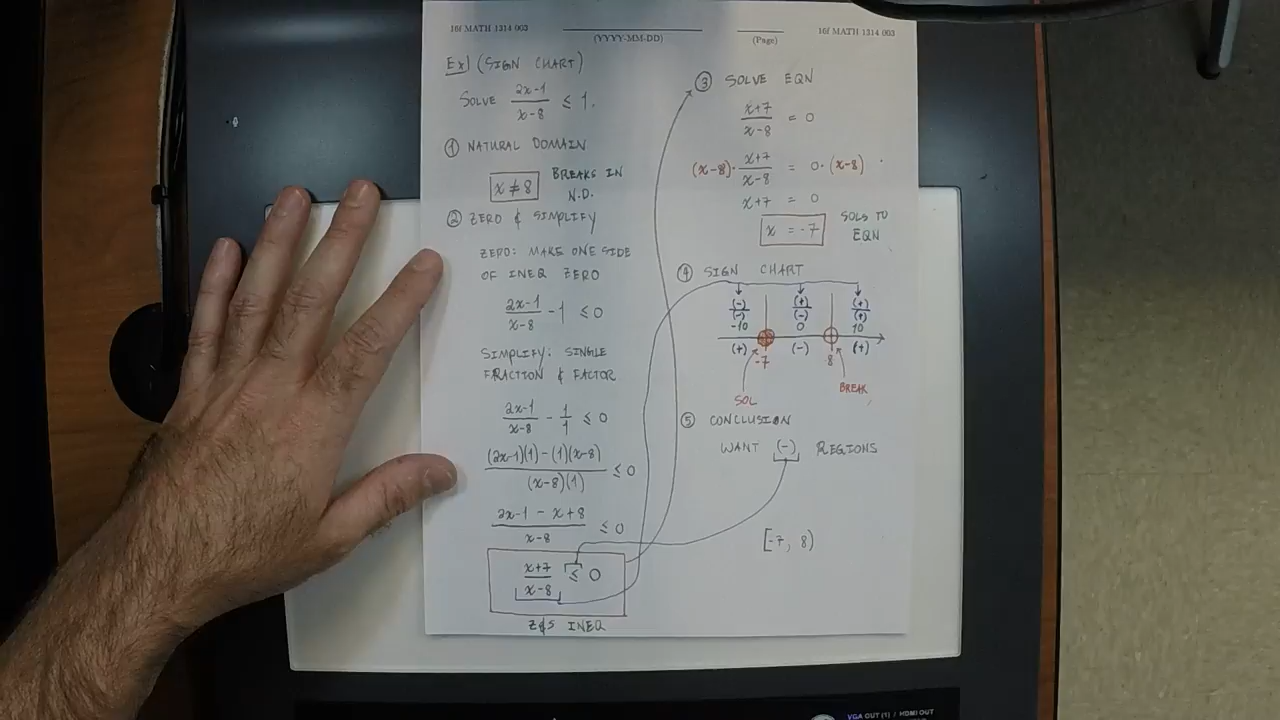 16f MATH 1314 003
(YYYY-MM-DD)
(Page)
16f MATH 1314 003
Ex) (SIGN CHART)
SOLVE (2x-1)/(x-8) ≤ 1.
① NATURAL DOMAIN
x ≠ 8
BREAKS IN
N.D.
② ZERO & SIMPLIFY
ZERO: MAKE ONE SIDE
OF INEQ ZERO
(2x-1)/(x-8) - 1 ≤ 0
SIMPLIFY: SINGLE
FRACTION & FACTOR
(2x-1)/(x-8) - 1/1 ≤ 0
((2x-1)(1) - (1)(x-8))/((x-8)(1)) ≤ 0
(2x-1 - x+8)/(x-8) ≤ 0
(x+7)/(x-8) ≤ 0
Z&S INEQ
③ SOLVE EQN
(x+7)/(x-8) = 0
(x-8)·(x+7)/(x-8) = 0·(x-8)
x+7 = 0
x = -7
SOLS TO
EQN
④ SIGN CHART
(-)/(-) (+)/(-) (+)/(+)
-10 0 10
(+) (-) (+)
-7 8
SOL
BREAK
⑤ CONCLUSION
WANT (-) REGIONS
[-7, 8)
VGA OUT (1) / HDMI OUT